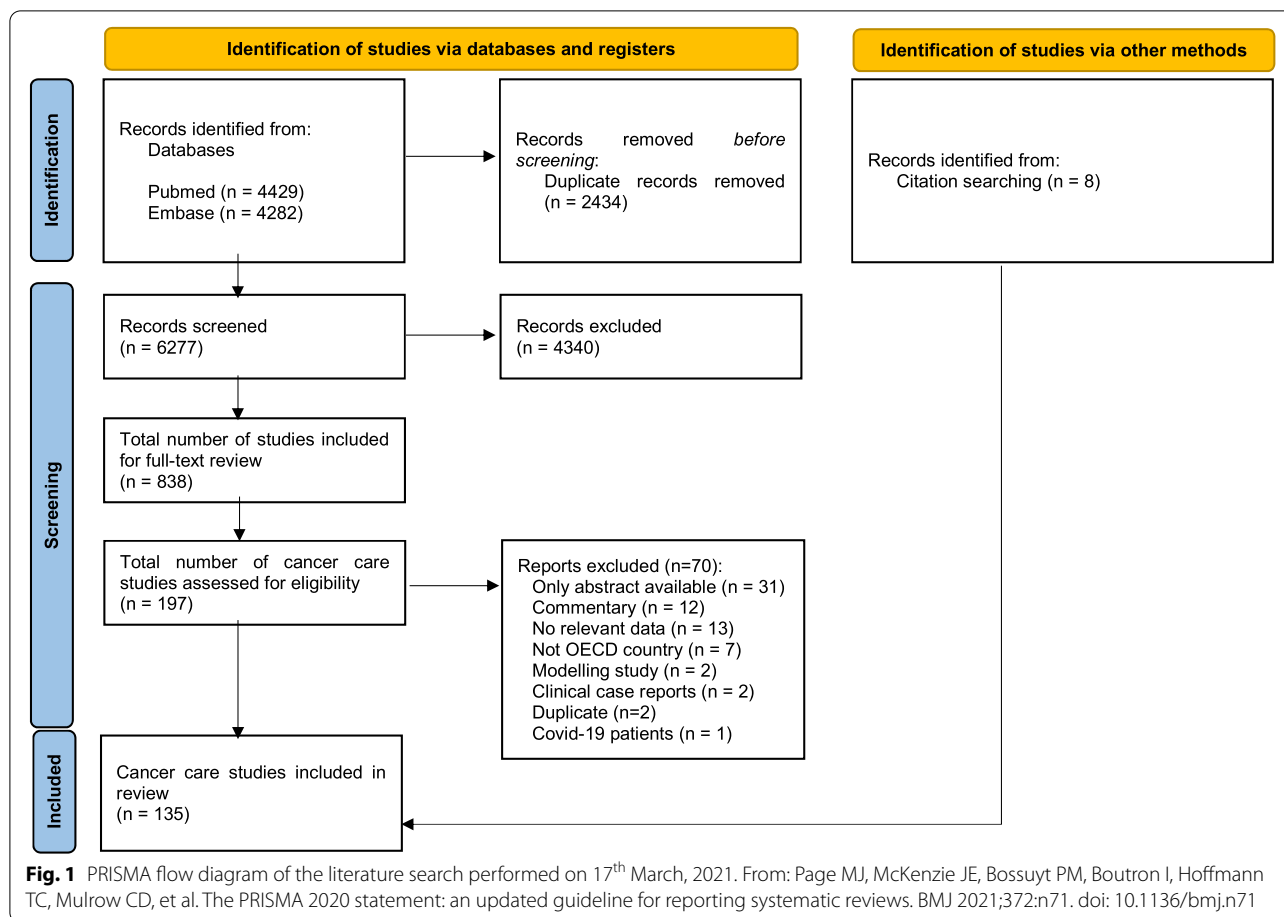 Identification of studies via databases and registers
Identification of studies via other methods
Identification
Records identified from:
Databases
Pubmed (n = 4429)
Embase (n = 4282)
Records removed before
screening:
Duplicate records removed
(n = 2434)
Records identified from:
Citation searching (n = 8)
Screening
Records screened
(n = 6277)
Records excluded
(n = 4340)
Total number of studies included
for full-text review
(n = 838)
Total number of cancer care
studies assessed for eligibility
(n = 197)
Reports excluded (n=70):
Only abstract available (n = 31)
Commentary (n = 12)
No relevant data (n = 13)
Not OECD country (n = 7)
Modelling study (n = 2)
Clinical case reports (n = 2)
Duplicate (n=2)
Covid-19 patients (n = 1)
Included
Cancer care studies included in
review
(n = 135)
Fig. 1 PRISMA flow diagram of the literature search performed on 17th March, 2021. From: Page MJ, McKenzie JE, Bossuyt PM, Boutron I, Hoffmann
TC, Mulrow CD, et al. The PRISMA 2020 statement: an updated guideline for reporting systematic reviews. BMJ 2021;372:n71. doi: 10.1136/bmj.n71